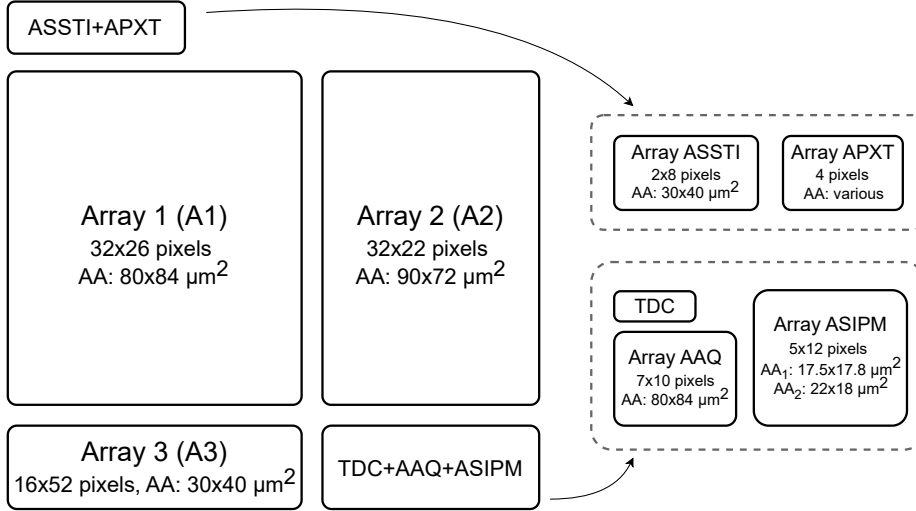 ASSTI+APXT
Array 1 (A1)
32x26 pixels
AA: 80x84 µm²
Array 2 (A2)
32x22 pixels
AA: 90x72 µm²
Array 3 (A3)
16x52 pixels, AA: 30x40 µm²
TDC+AAQ+ASIPM
Array ASSTI
2x8 pixels
AA: 30x40 µm²
Array APXT
4 pixels
AA: various
TDC
Array AAQ
7x10 pixels
AA: 80x84 µm²
Array ASIPM
5x12 pixels
AA₁: 17.5x17.8 µm²
AA₂: 22x18 µm²